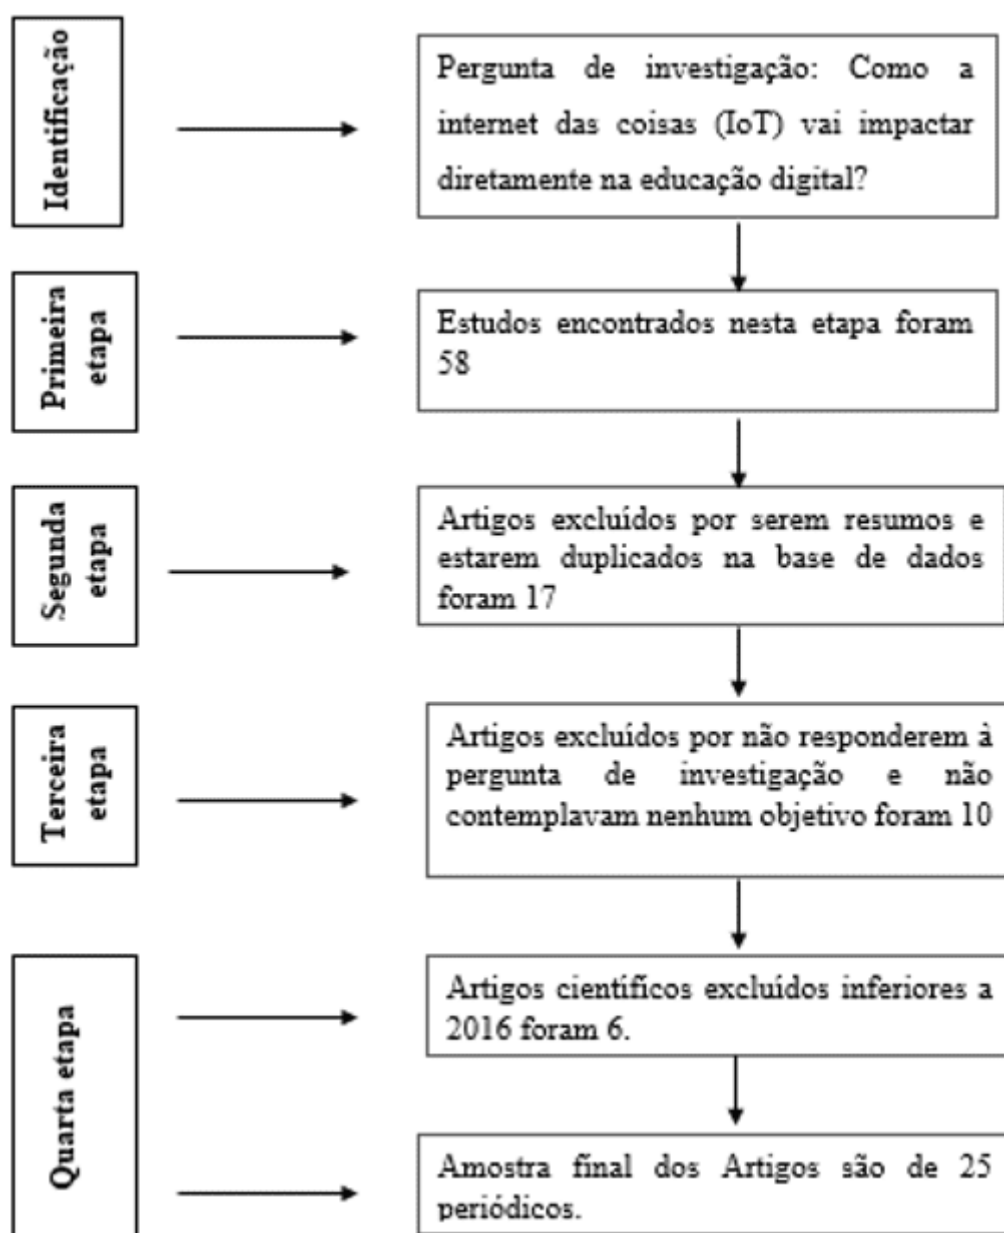 Identificação
Pergunta de investigação: Como a
internet das coisas (IoT) vai impactar
diretamente na educação digital?
Primeira
etapa
Estudos encontrados nesta etapa foram
58
Segunda
etapa
Artigos excluídos por serem resumos e
estarem duplicados na base de dados
foram 17
Terceira
etapa
Artigos excluídos por não responderem à
pergunta de investigação e não
contemplavam nenhum objetivo foram 10
Quarta etapa
Artigos científicos excluídos inferiores a
2016 foram 6.
Amostra final dos Artigos são de 25
periódicos.